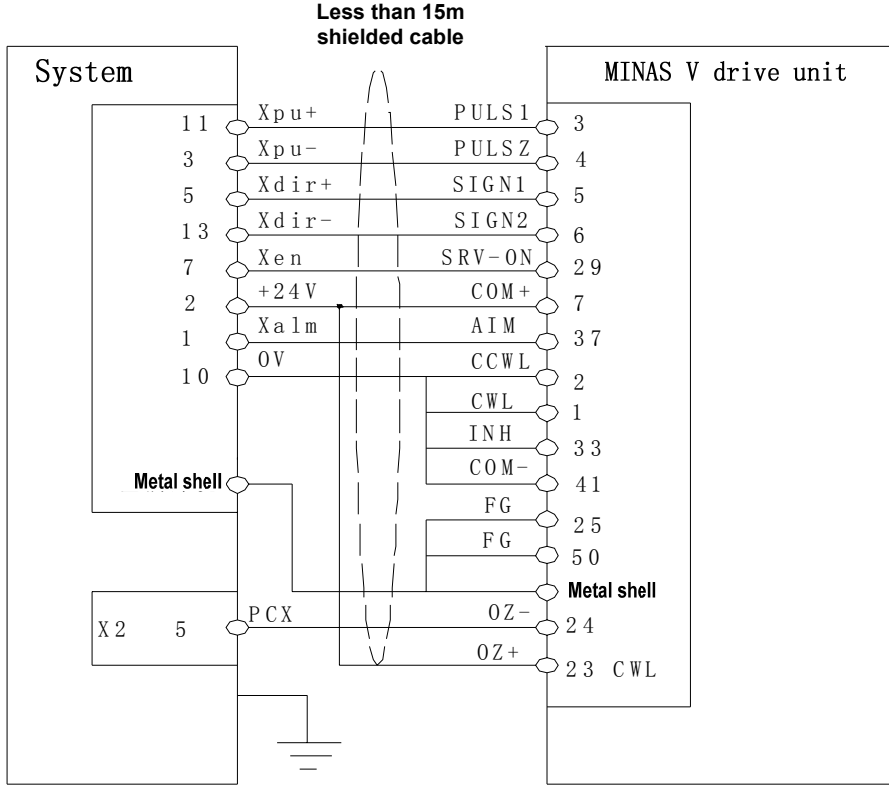 Less than 15m
shielded cable
System
MINAS V drive unit
11 Xpu+ PULS1 3
3 Xpu- PULSZ 4
5 Xdir+ SIGN1 5
13 Xdir- SIGN2 6
7 Xen SRV-ON 29
2 +24V COM+ 7
1 Xalm AIM 37
10 0V CCWL 2
CWL 1
INH 33
COM- 41
Metal shell
FG 25
FG 50
Metal shell
X2 5 PCX OZ- 24
OZ+ 23 CWL